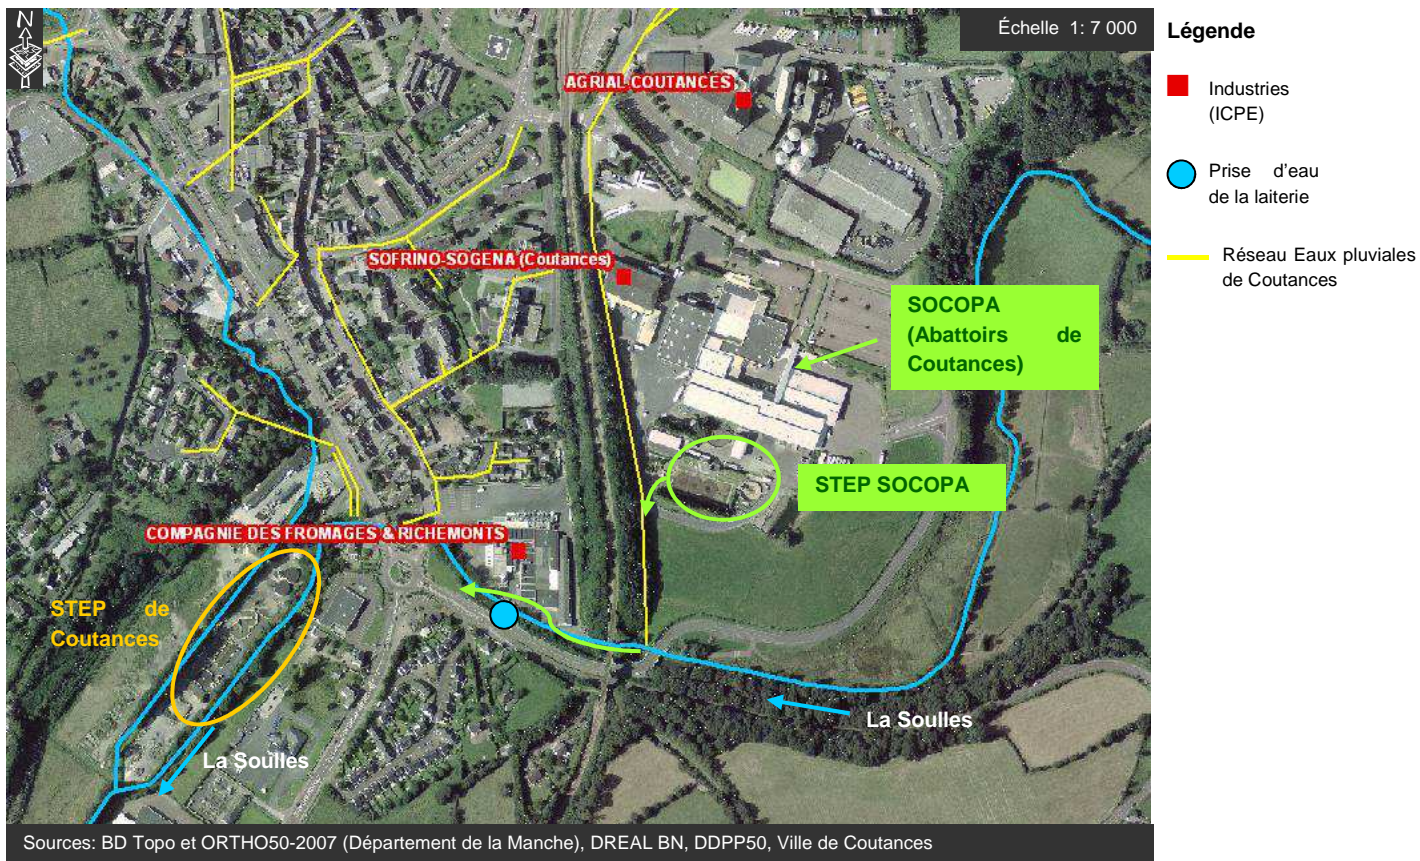 N
Échelle 1: 7 000
AGRIAL COUTANCES
SOFRINO-SOGENA (Coutances)
SOCOPA
(Abattoirs de
Coutances)
STEP SOCOPA
COMPAGNIE DES FROMAGES & RICHEMONTS
STEP de
Coutances
La Soulles
La Soulles
Sources: BD Topo et ORTHO50-2007 (Département de la Manche), DREAL BN, DDPP50, Ville de Coutances
Légende
Industries
(ICPE)
Prise d'eau
de la laiterie
Réseau Eaux pluviales
de Coutances